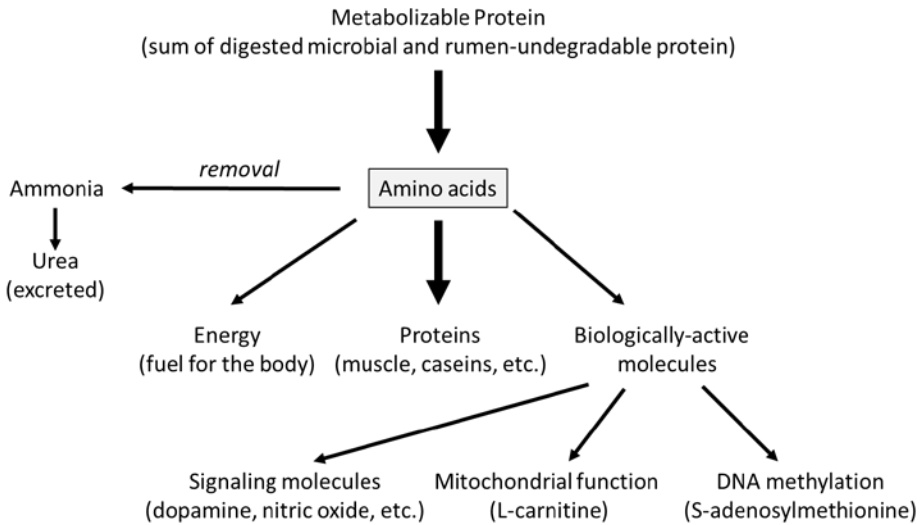 Metabolizable Protein
(sum of digested microbial and rumen-undegradable protein)
removal
Ammonia
Amino acids
Urea
(excreted)
Energy
(fuel for the body)
Proteins
(muscle, caseins, etc.)
Biologically-active
molecules
Signaling molecules
(dopamine, nitric oxide, etc.)
Mitochondrial function
(L-carnitine)
DNA methylation
(S-adenosylmethionine)